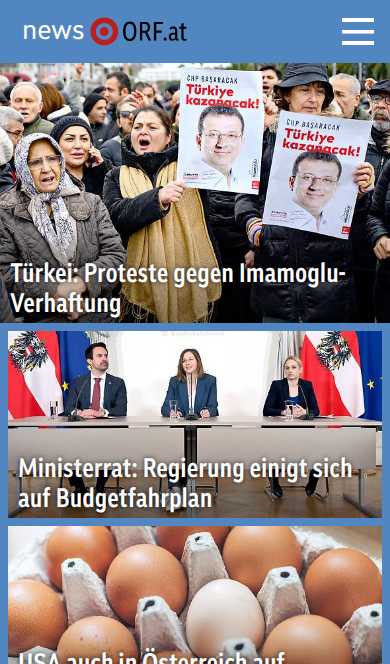 news ORF.at
CHP BAŞARACAK
Türkiye
kazanacak!
CHP BAŞARACAK
Türkiye
kazanacak!
Türkei: Proteste gegen Imamoglu-
Verhaftung
Ministerrat: Regierung einigt sich
auf Budgetfahrplan
USA auch in Österreich auf